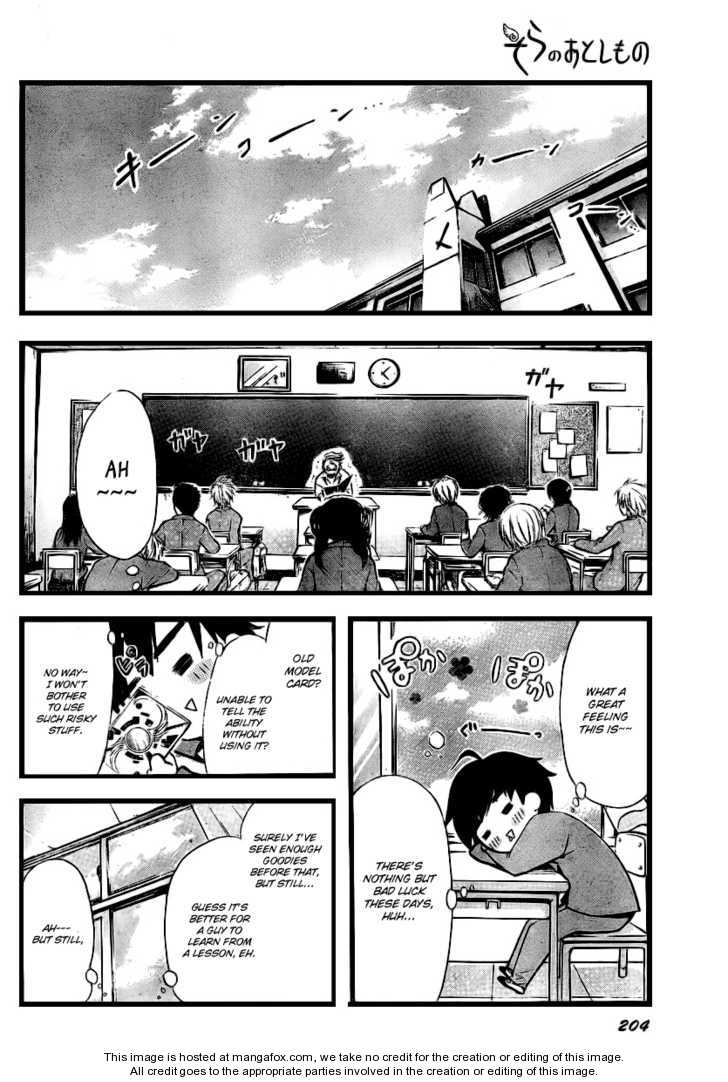 そらのおとしもの
キーン
コーン…
カーン
コーン…
ガヤ
ガヤ
ガヤ
AH
~~~
WHAT A
GREAT
FEELING
THIS IS~~
ぽか
ぽか
THERE'S
NOTHING BUT
BAD LUCK
THESE DAYS,
HUH...
OLD
MODEL
CARD?
UNABLE TO
TELL THE
ABILITY
WITHOUT
USING IT?
NO WAY~
I WON'T
BOTHER
TO USE
SUCH RISKY
STUFF.
SURELY I'VE
SEEN ENOUGH
GOODIES
BEFORE THAT,
BUT STILL...
GUESS IT'S
BETTER FOR
A GUY TO
LEARN FROM
A LESSON, EH.
AH---
BUT STILL,
204
This image is hosted at mangafox.com, we take no credit for the creation or editing of this image.
All credit goes to the appropriate parties involved in the creation or editing of this image.